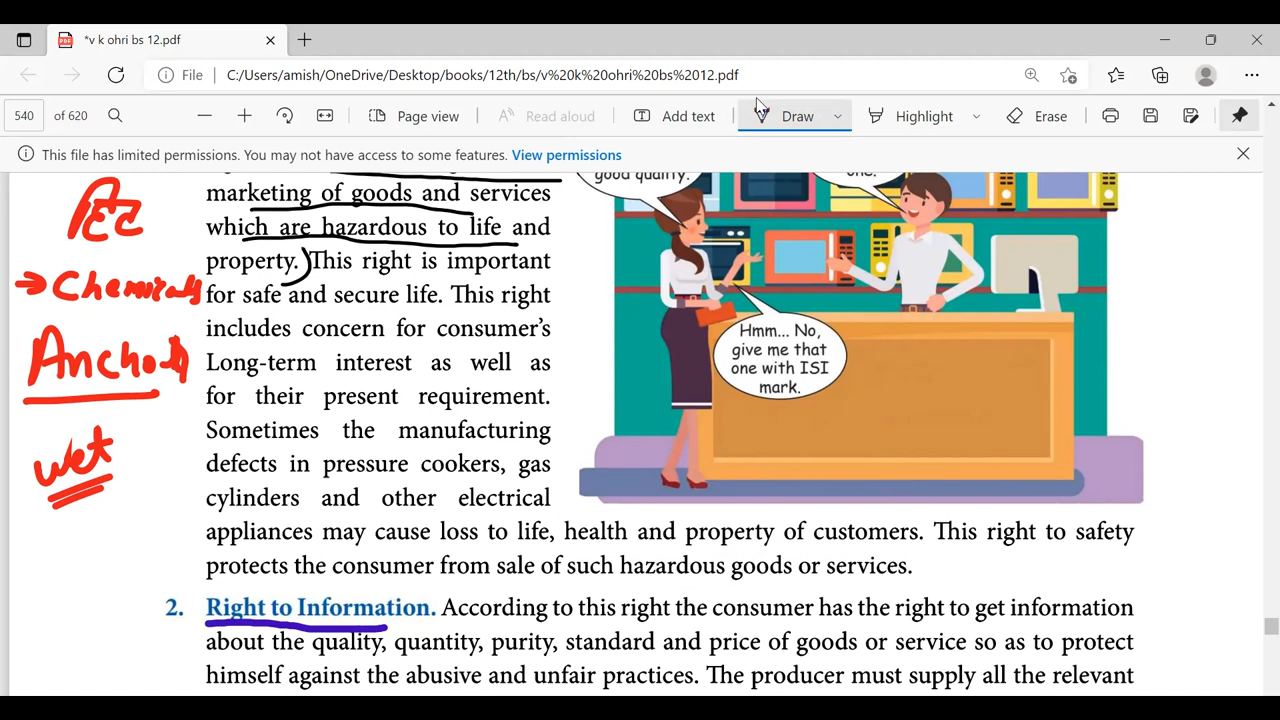 *v k ohri bs 12.pdf
File
C:/Users/amish/OneDrive/Desktop/books/12th/bs/v%20k%20ohri%20bs%2012.pdf
540 of 620
Page view
Read aloud
Add text
Draw
Highlight
Erase
This file has limited permissions. You may not have access to some features. View permissions
good quality.
one.
marketing of goods and services
which are hazardous to life and
property. This right is important
for safe and secure life. This right
includes concern for consumer's
Long-term interest as well as
for their present requirement.
Sometimes the manufacturing
defects in pressure cookers, gas
cylinders and other electrical
appliances may cause loss to life, health and property of customers. This right to safety
protects the consumer from sale of such hazardous goods or services.
Hmm... No,
give me that
one with ISI
mark.
→ Chemicals
wet
2. Right to Information. According to this right the consumer has the right to get information
about the quality, quantity, purity, standard and price of goods or service so as to protect
himself against the abusive and unfair practices. The producer must supply all the relevant